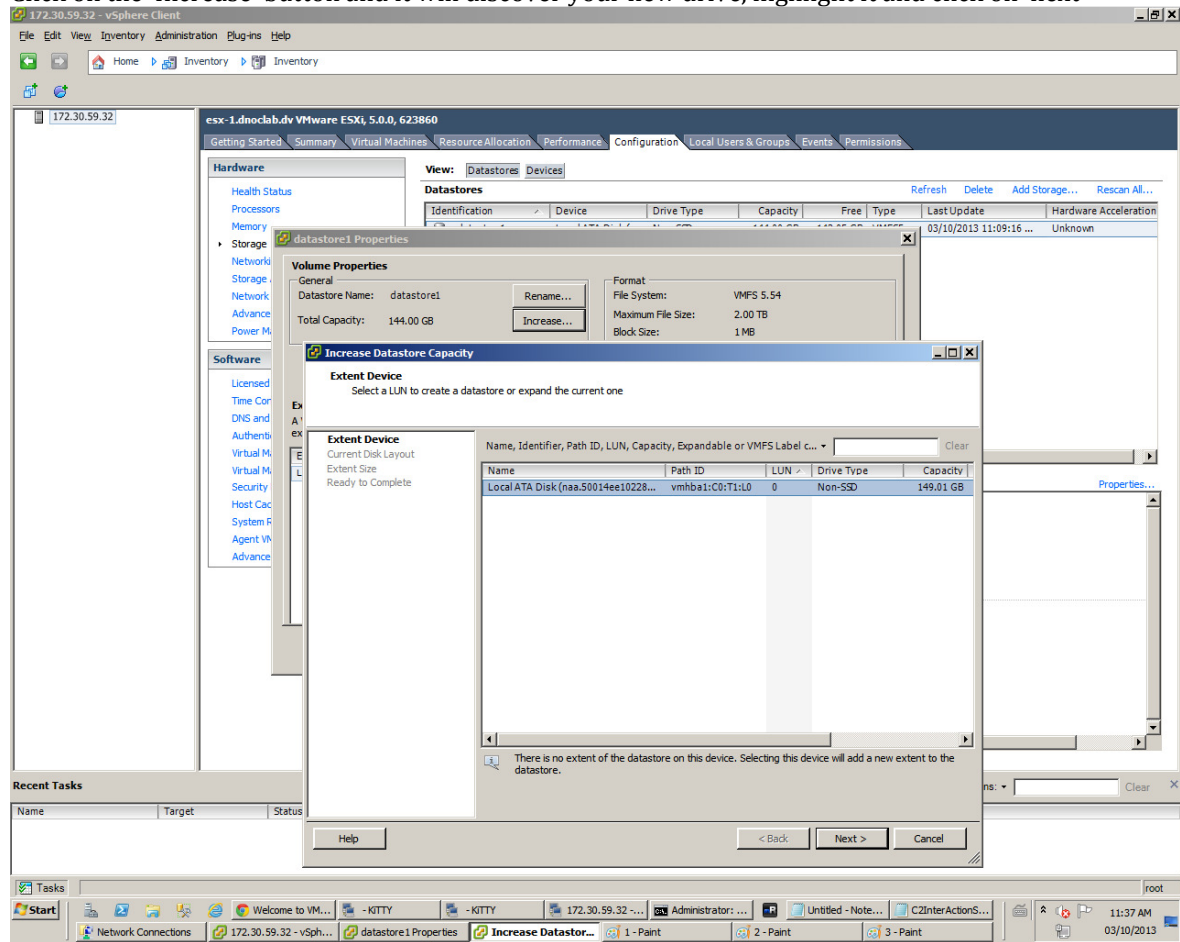 Click on the 'Increase' button and it will discover your new drive, highlight it and click on 'next'
172.30.59.32 - vSphere Client
File Edit View Inventory Administration Plug-ins Help
Home Inventory Inventory
172.30.59.32
esx-1.dnoclab.dv VMware ESXi, 5.0.0, 623860
Getting Started Summary Virtual Machines Resource Allocation Performance Configuration Local Users & Groups Events Permissions
Hardware
Health Status
Processors
Memory
Storage
Network
Advance
Software
Licensed
DNS and
Security
Advance
View: Datastores Devices
Datastores
Refresh Delete Add Storage... Rescan All...
Identification Device Drive Type Capacity Free Type Last Update Hardware Acceleration
03/10/2013 11:09:16 ... Unknown
Properties...
datastore1 Properties
Volume Properties
General
Datastore Name: datastore1 Rename...
Total Capacity: 144.00 GB Increase...
Format
File System: VMFS 5.54
Maximum File Size: 2.00 TB
Block Size: 1 MB
Increase Datastore Capacity
Extent Device
Select a LUN to create a datastore or expand the current one
Extent Device
Current Disk Layout
Extent Size
Ready to Complete
Name, Identifier, Path ID, LUN, Capacity, Expandable or VMFS Label c... Clear
Name Path ID LUN Drive Type Capacity
Local ATA Disk (naa.50014ee10228... vmhba1:C0:T1:L0 0 Non-SSD 149.01 GB
There is no extent of the datastore on this device. Selecting this device will add a new extent to the
datastore.
Help < Back Next > Cancel
Recent Tasks
ns: Clear
Name Target Status
Tasks root
Start Welcome to VM... - KiTTY - KiTTY 172.30.59.32 -... Administrator: ... Untitled - Note... C2InterActionS... 11:37 AM
Network Connections 172.30.59.32 - vSph... datastore1 Properties Increase Datastor... 1 - Paint 2 - Paint 3 - Paint 03/10/2013